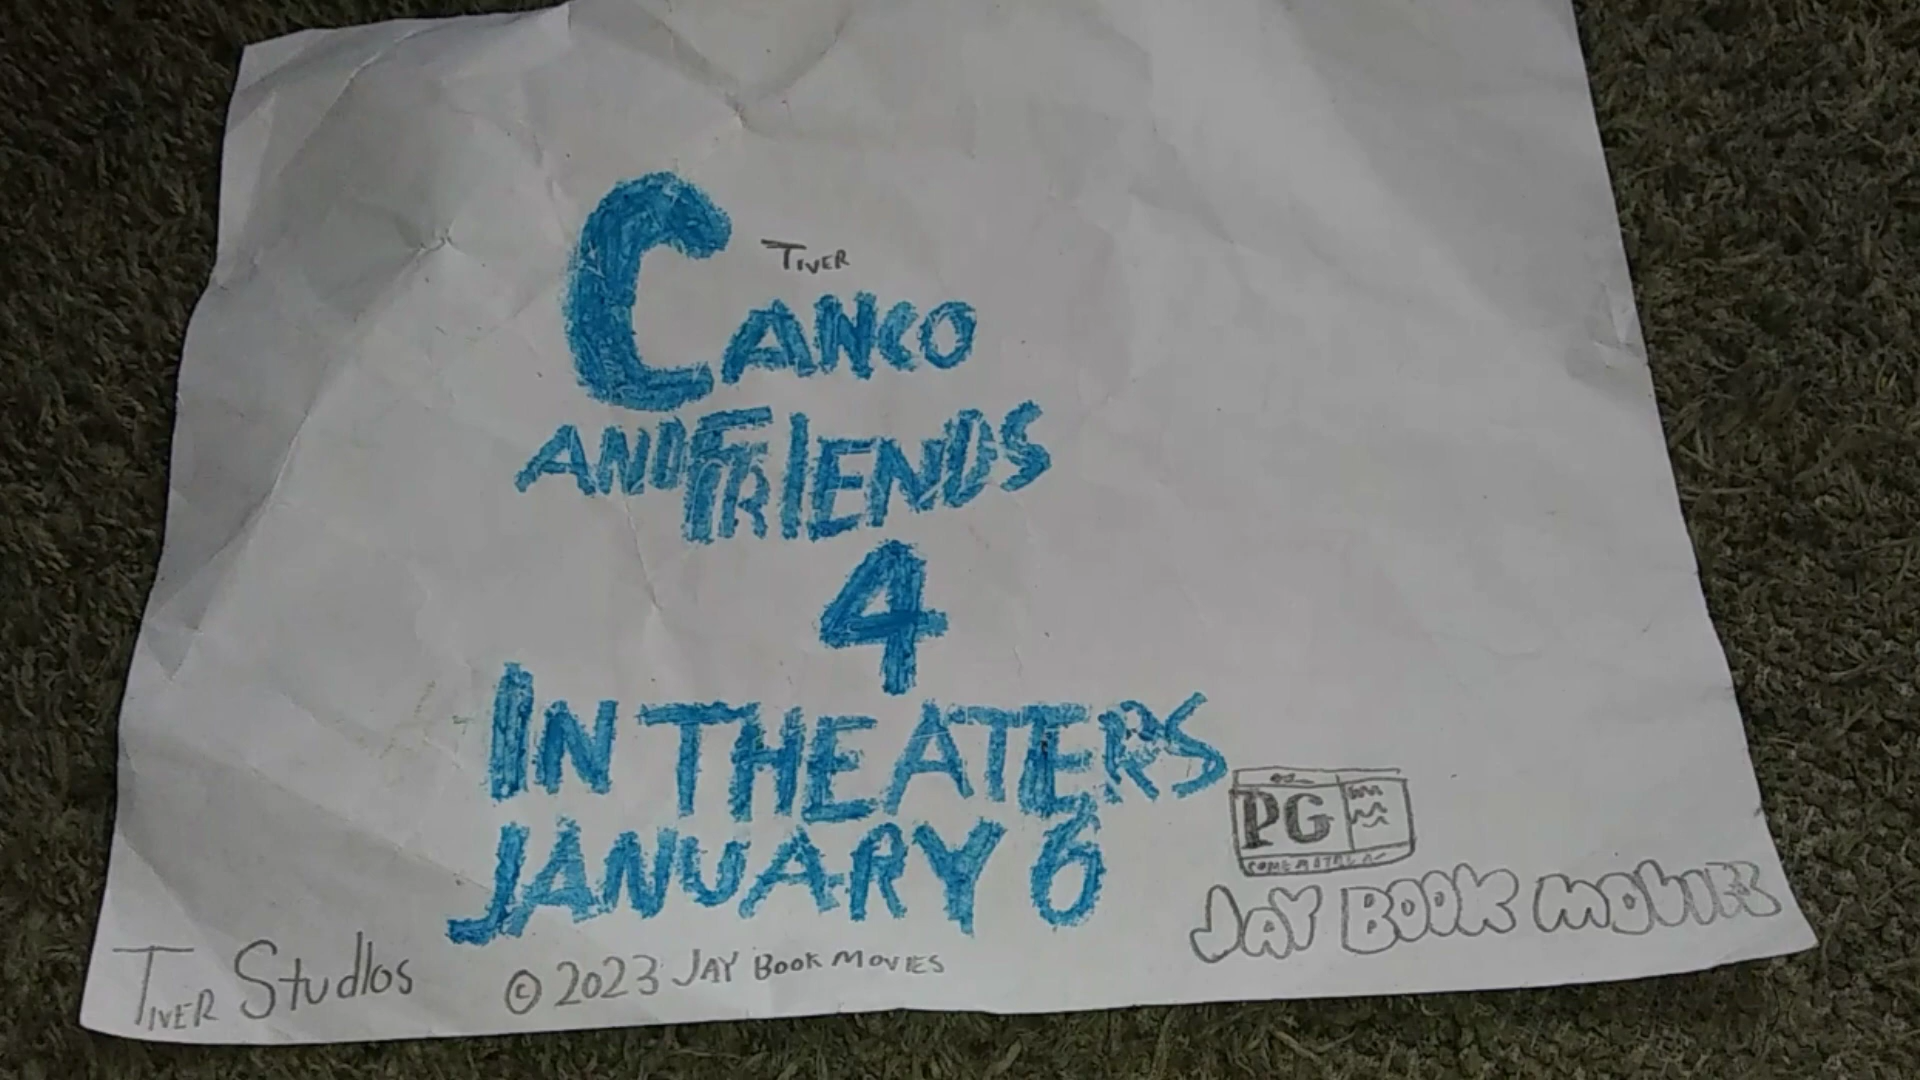 TIVER
CANCO
AND FRIENDS
4
IN THEATERS
JANUARY 6
PG
JAY BOOK MOVIES
TIVER STUDIOS
© 2023 JAY BOOK MOVIES